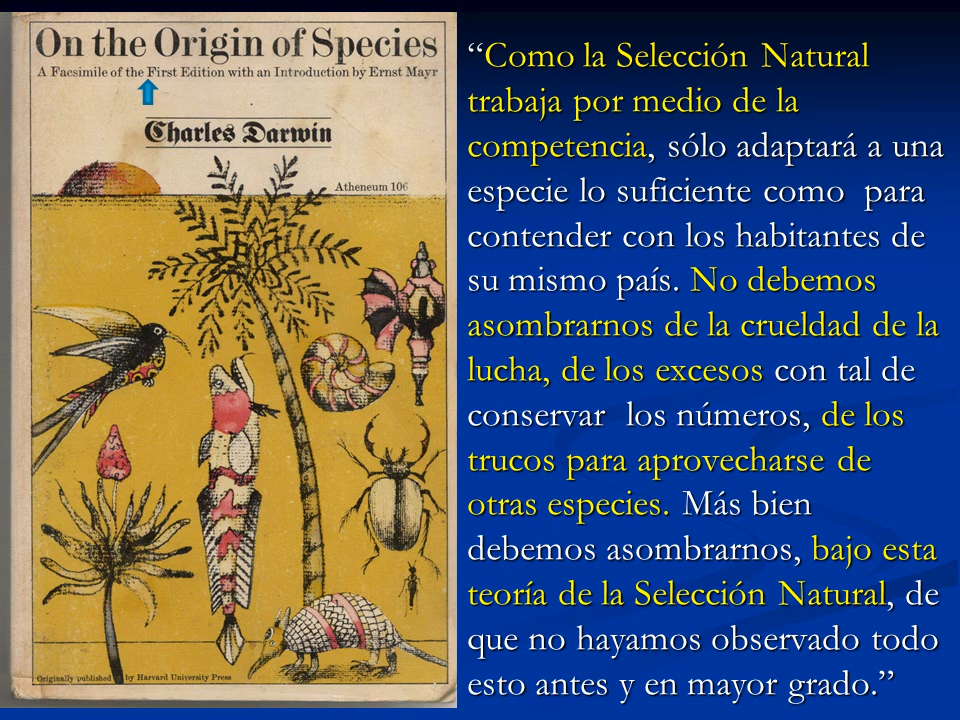 On the Origin of Species
A Facsimile of the First Edition with an Introduction by Ernst Mayr
Charles Darwin
Atheneum 106
Originally published by Harvard University Press
“Como la Selección Natural
trabaja por medio de la
competencia, sólo adaptará a una
especie lo suficiente como para
contender con los habitantes de
su mismo país. No debemos
asombrarnos de la crueldad de la
lucha, de los excesos con tal de
conservar los números, de los
trucos para aprovecharse de
otras especies. Más bien
debemos asombrarnos, bajo esta
teoría de la Selección Natural, de
que no hayamos observado todo
esto antes y en mayor grado.”